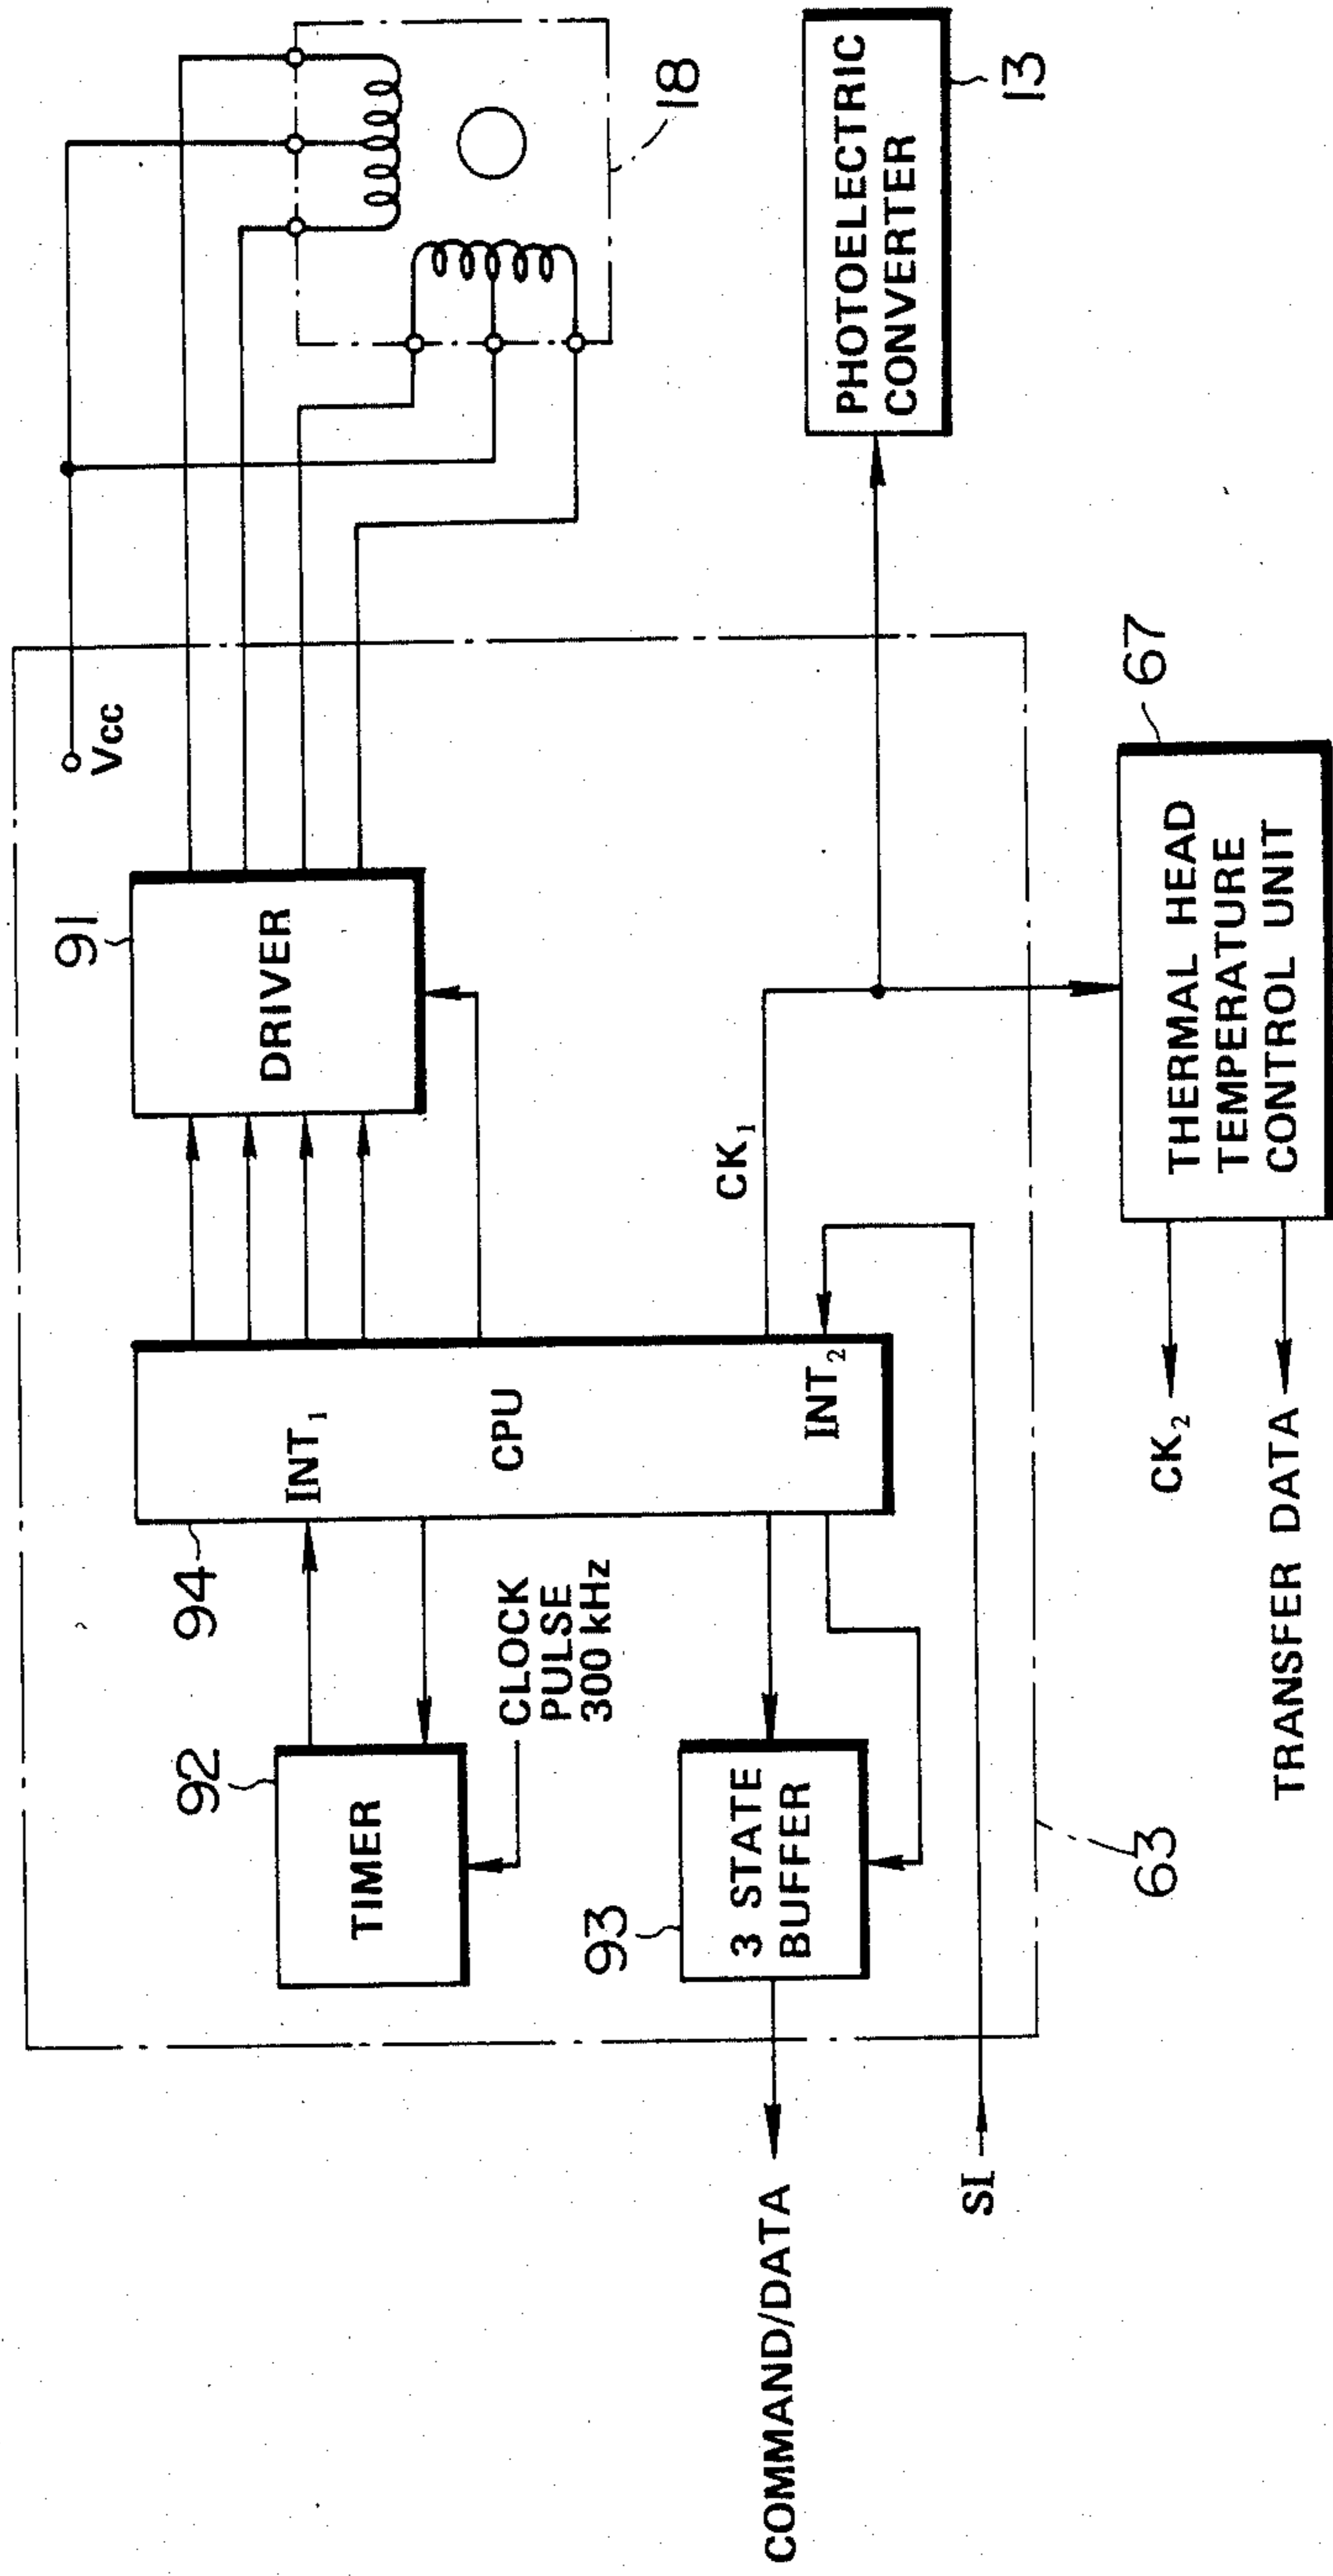 Vcc
91
DRIVER
18
94
INT₁
CPU
INT₂
92
TIMER
CLOCK
PULSE
300 kHz
CK₁
PHOTOELECTRIC
CONVERTER
13
93
3 STATE
BUFFER
COMMAND/DATA
SI
63
67
THERMAL HEAD
TEMPERATURE
CONTROL UNIT
CK₂
TRANSFER DATA